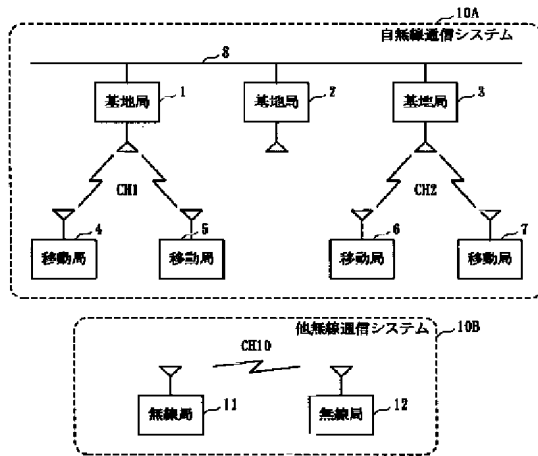 10A
自無線通信システム
8
基地局 1
基地局 2
基地局 3
CH1
CH2
移動局 4
移動局 5
移動局 6
移動局 7
他無線通信システム 10B
CH10
無線局 11
無線局 12